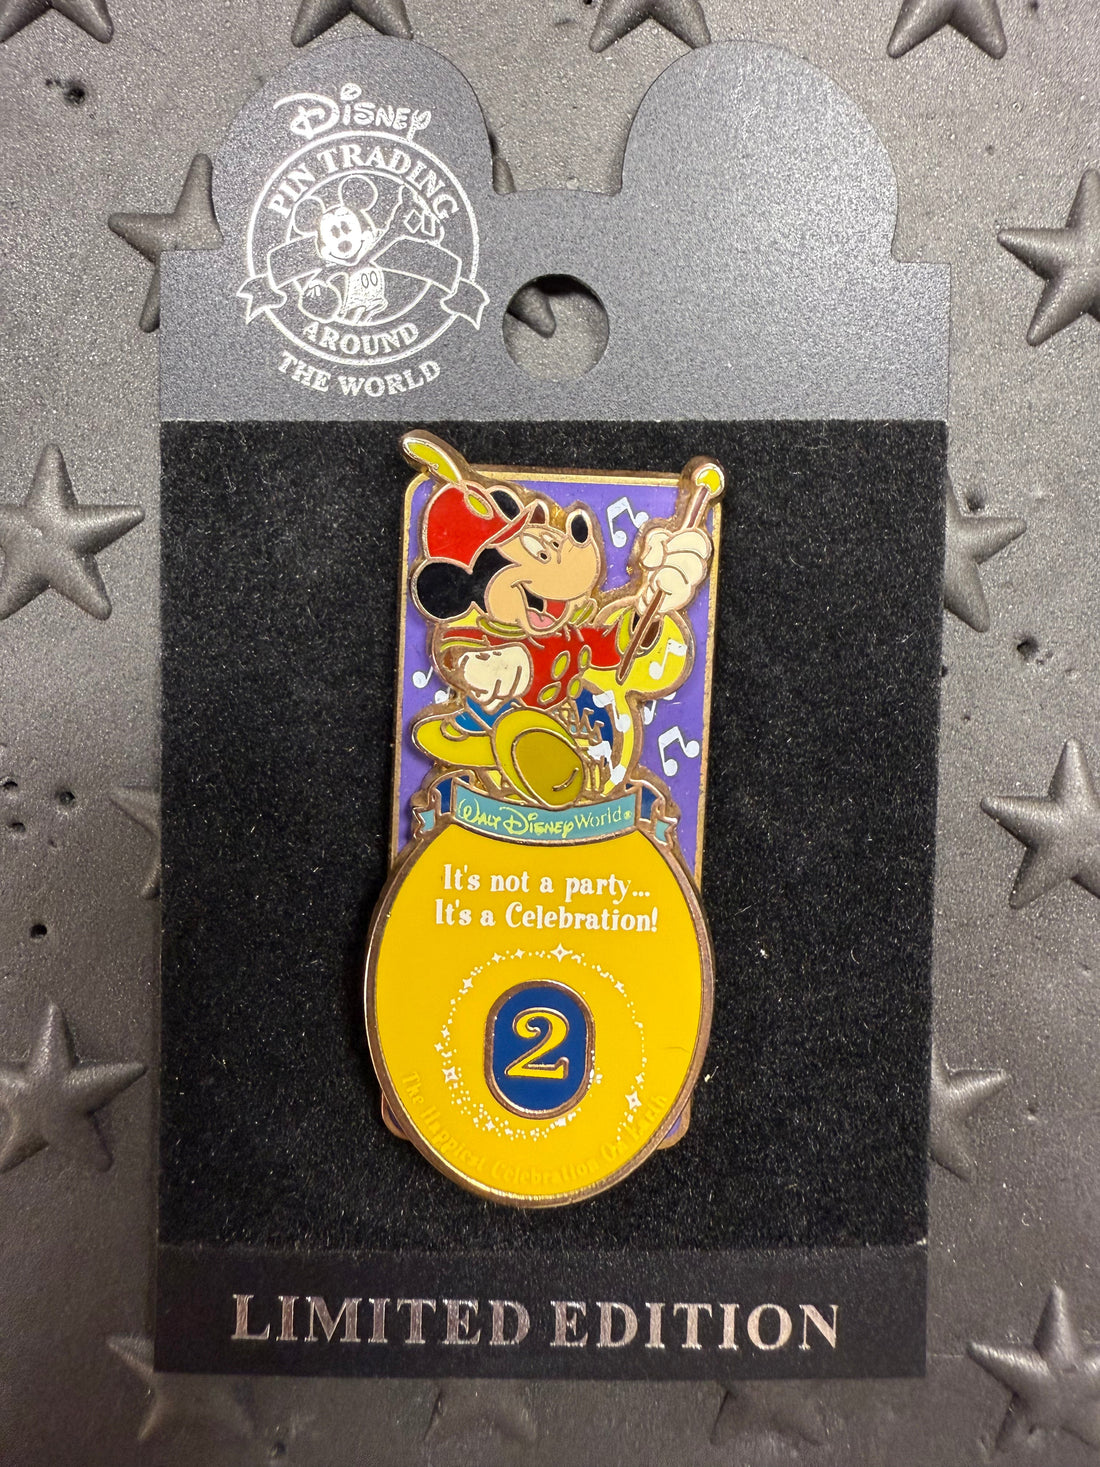 Disney
PIN TRADING
AROUND
THE WORLD
Walt Disney World®
It's not a party...
It's a Celebration!
2
The Happiest Celebration On Earth
LIMITED EDITION